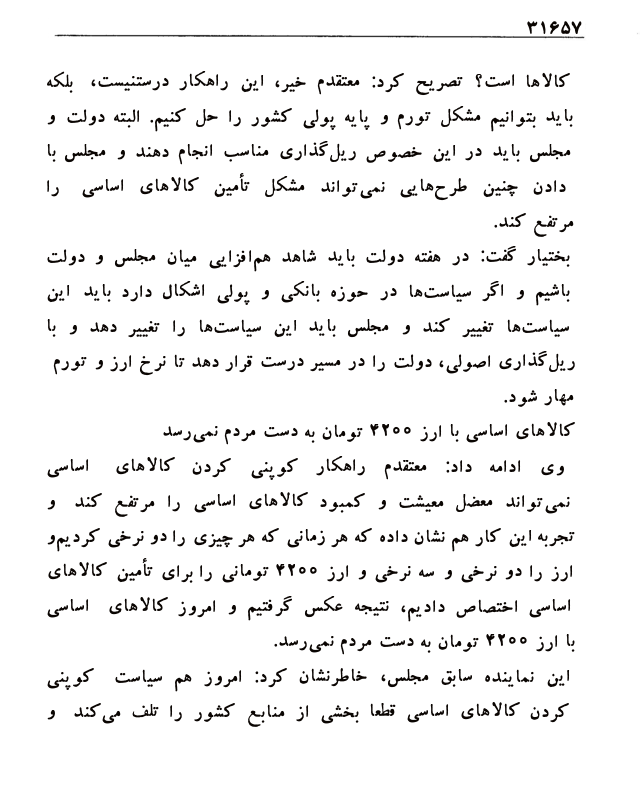 ۳۱۶۵۷
کالاها است؟ تصریح کرد: معتقدم خیر، این راهکار درستنیست، بلکه
باید بتوانیم مشکل تورم و پایه پولی کشور را حل کنیم. البته دولت و
مجلس باید در این خصوص ریل‌گذاری مناسب انجام دهند و مجلس با
دادن چنین طرح‌هایی نمی‌تواند مشکل تأمین کالاهای اساسی را
مرتفع کند.
بختیار گفت: در هفته دولت باید شاهد هم‌افزایی میان مجلس و دولت
باشیم و اگر سیاست‌ها در حوزه بانکی و پولی اشکال دارد باید این
سیاست‌ها تغییر کند و مجلس باید این سیاست‌ها را تغییر دهد و با
ریل‌گذاری اصولی، دولت را در مسیر درست قرار دهد تا نرخ ارز و تورم
مهار شود.
کالاهای اساسی با ارز ۴۲۰۰ تومان به دست مردم نمی‌رسد
وی ادامه داد: معتقدم راهکار کوپنی کردن کالاهای اساسی
نمی‌تواند معضل معیشت و کمبود کالاهای اساسی را مرتفع کند و
تجربه این کار هم نشان داده که هر زمانی که هر چیزی را دو نرخی کردیمو
ارز را دو نرخی و سه نرخی و ارز ۴۲۰۰ تومانی را برای تأمین کالاهای
اساسی اختصاص دادیم، نتیجه عکس گرفتیم و امروز کالاهای اساسی
با ارز ۴۲۰۰ تومان به دست مردم نمی‌رسد.
این نماینده سابق مجلس، خاطرنشان کرد: امروز هم سیاست کوپنی
کردن کالاهای اساسی قطعا بخشی از منابع کشور را تلف می‌کند و